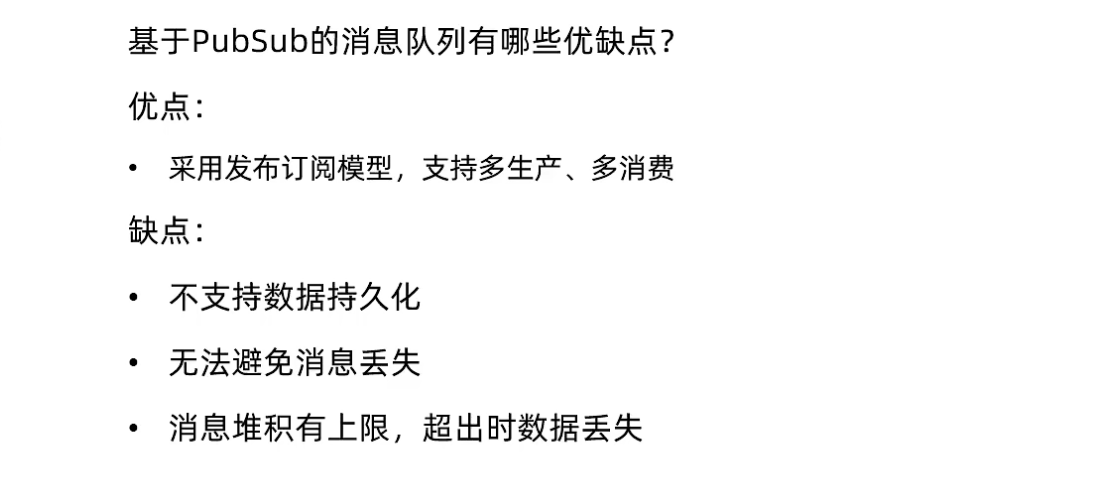 基于PubSub的消息队列有哪些优缺点？
优点：
• 采用发布订阅模型，支持多生产、多消费
缺点：
• 不支持数据持久化
• 无法避免消息丢失
• 消息堆积有上限，超出时数据丢失